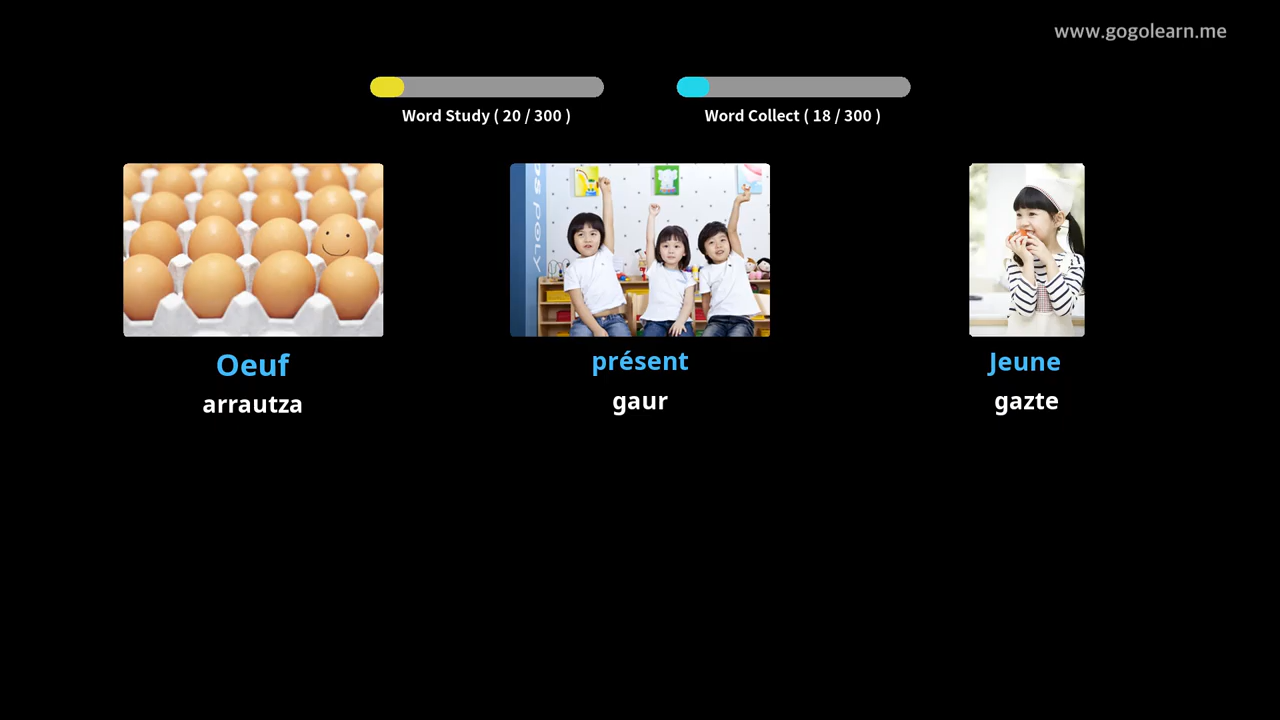 www.gogolearn.me
Word Study ( 20 / 300 )
Word Collect ( 18 / 300 )
Oeuf
présent
Jeune
arrautza
gaur
gazte